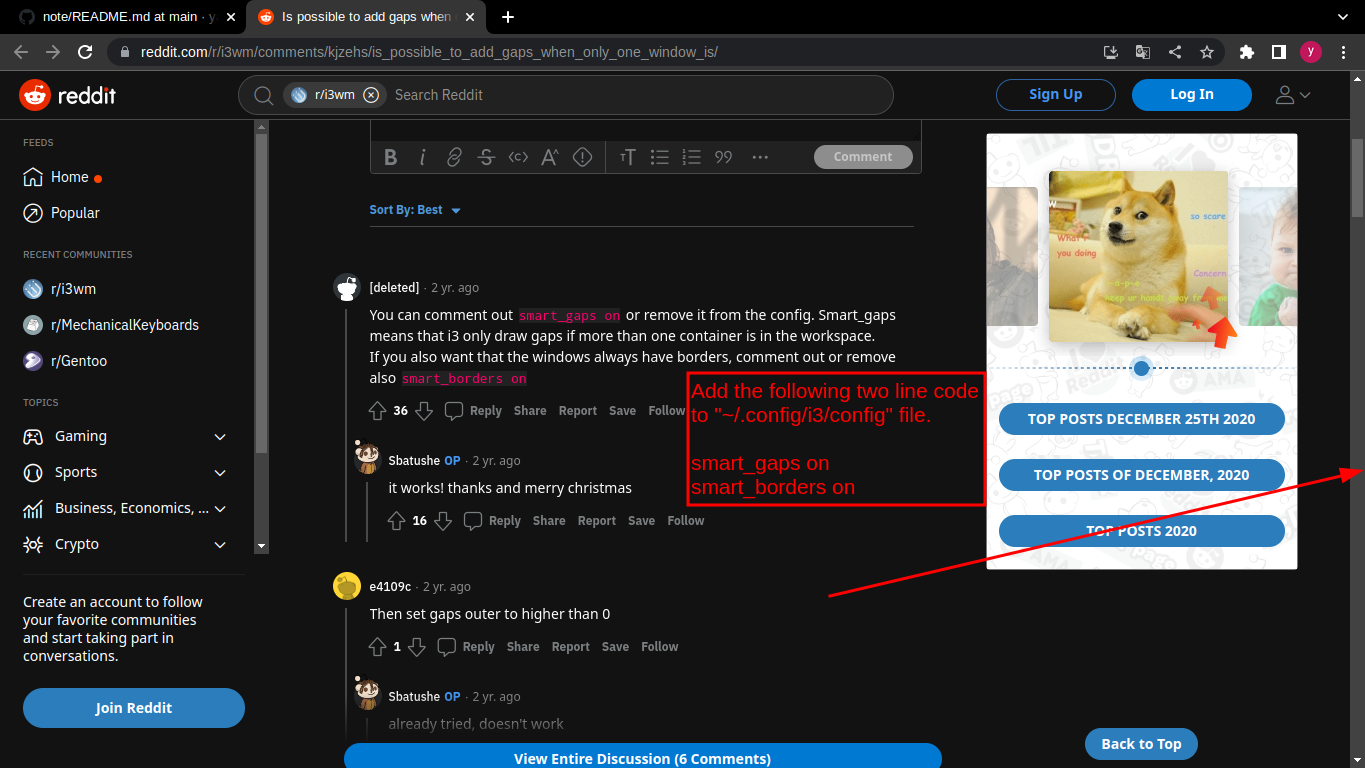 note/README.md at main · y
Is possible to add gaps when
reddit.com/r/i3wm/comments/kjzehs/is_possible_to_add_gaps_when_only_one_window_is/
y
reddit
r/i3wm
Search Reddit
Sign Up
Log In
FEEDS
Home
Popular
RECENT COMMUNITIES
r/i3wm
r/MechanicalKeyboards
r/Gentoo
TOPICS
Gaming
Sports
Business, Economics, ...
Crypto
Create an account to follow
your favorite communities
and start taking part in
conversations.
Join Reddit
B i S <c> A^ T 99 ...
Comment
Sort By: Best
[deleted] · 2 yr. ago
You can comment out smart_gaps on or remove it from the config. Smart_gaps
means that i3 only draw gaps if more than one container is in the workspace.
If you also want that the windows always have borders, comment out or remove
also smart_borders on
36 Reply Share Report Save Follow
Sbatushe OP · 2 yr. ago
it works! thanks and merry christmas
16 Reply Share Report Save Follow
e4109c · 2 yr. ago
Then set gaps outer to higher than 0
1 Reply Share Report Save Follow
Sbatushe OP · 2 yr. ago
already tried, doesn't work
View Entire Discussion (6 Comments)
Add the following two line code
to "~/.config/i3/config" file.
smart_gaps on
smart_borders on
so scare
What r
you doing
Concern
keep ur hands away from me
TOP POSTS DECEMBER 25TH 2020
TOP POSTS OF DECEMBER, 2020
TOP POSTS 2020
Back to Top